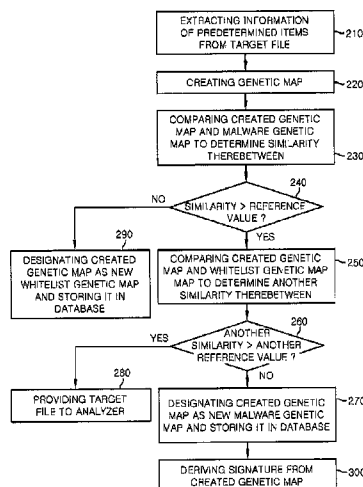 EXTRACTING INFORMATION
OF PREDETERMINED ITEMS
FROM TARGET FILE
210
CREATING GENETIC MAP
220
COMPARING CREATED GENETIC
MAP AND MALWARE GENETIC
MAP TO DETERMINE SIMILARITY
THEREBETWEEN
230
240
NO
SIMILARITY > REFERENCE
VALUE ?
YES
290
DESIGNATING CREATED
GENETIC MAP AS NEW
WHITELIST GENETIC MAP
AND STORING IT IN
DATABASE
COMPARING CREATED GENETIC
MAP AND WHITELIST GENETIC MAP
MAP TO DETERMINE ANOTHER
SIMILARITY THEREBETWEEN
250
260
YES
ANOTHER
SIMILARITY > ANOTHER
REFERENCE VALUE ?
NO
280
PROVIDING TARGET
FILE TO ANALYZER
270
DESIGNATING CREATED GENETIC
MAP AS NEW MALWARE GENETIC
MAP AND STORING IT IN DATABASE
DERIVING SIGNATURE FROM
CREATED GENETIC MAP
300